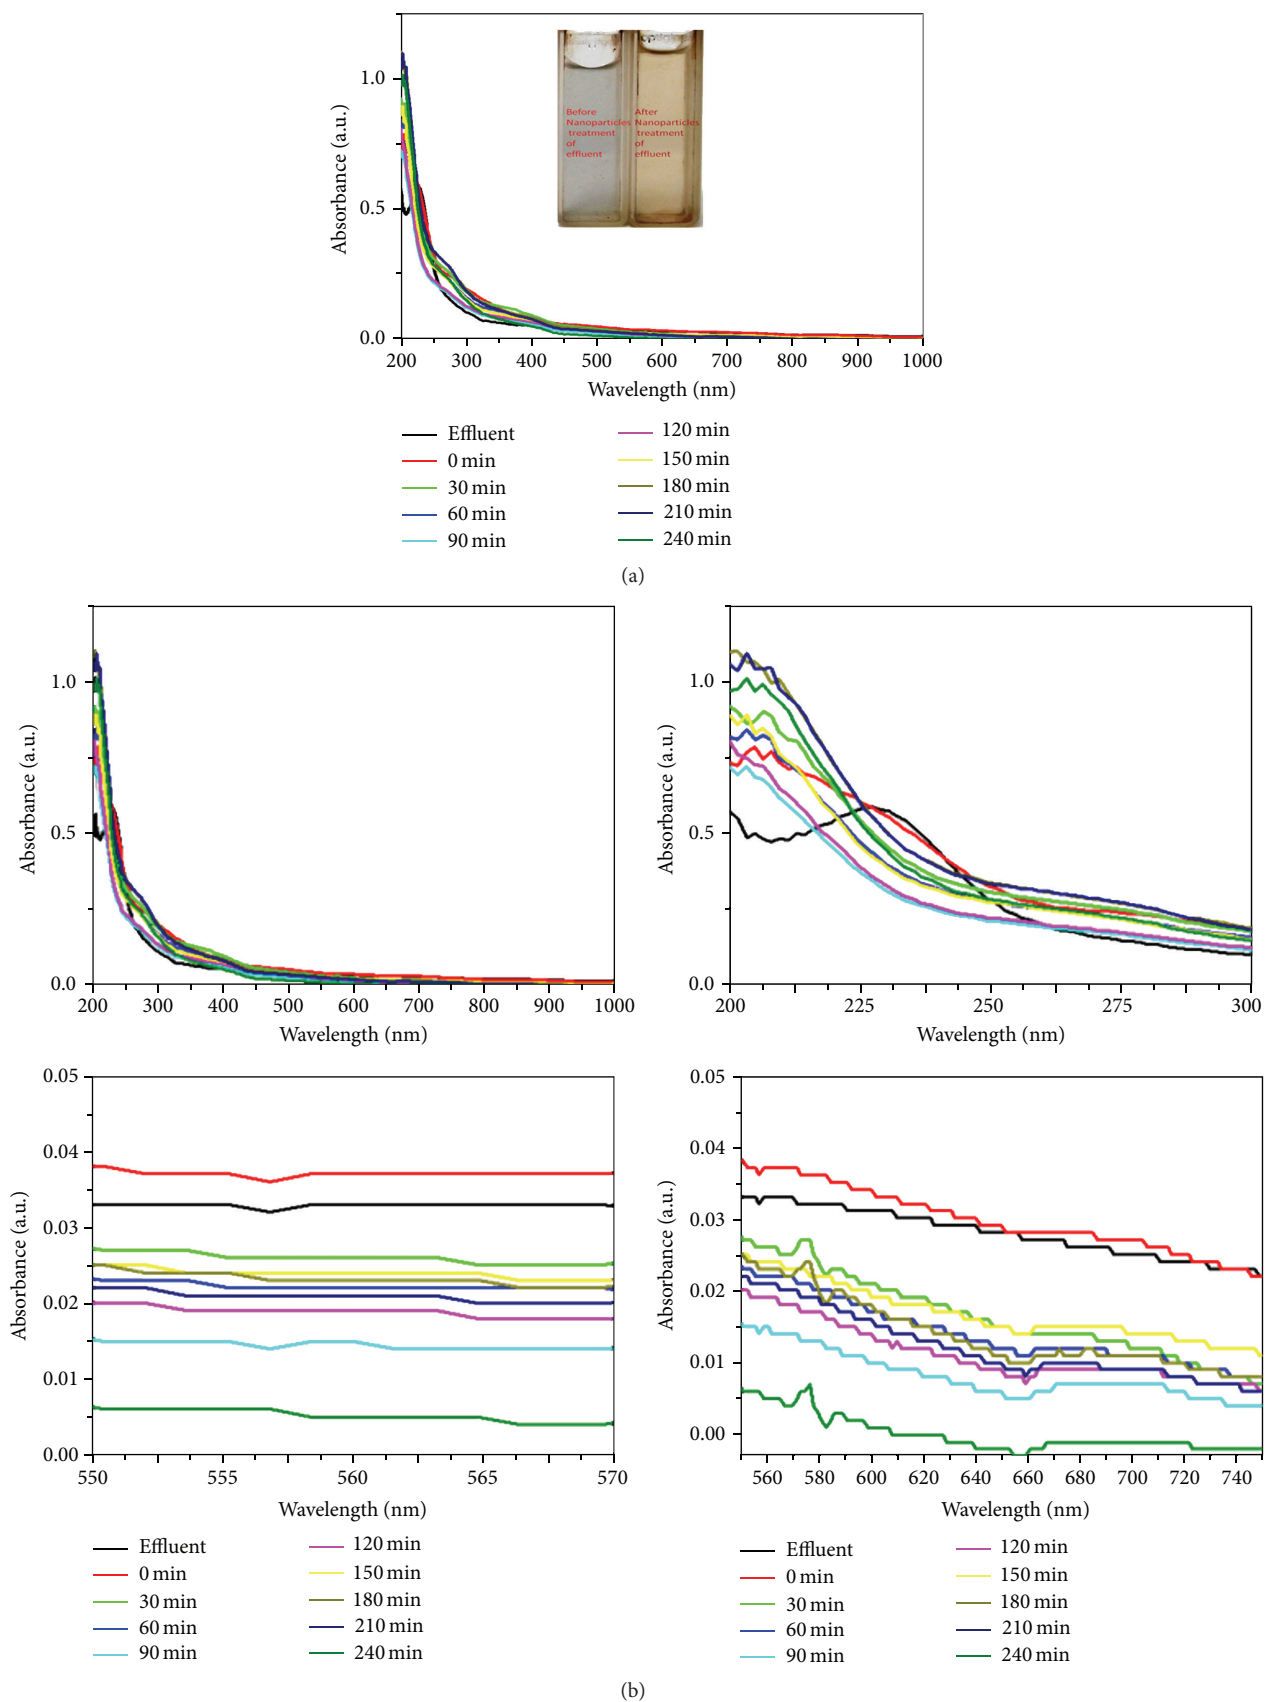 1.0
0.5
0.0
Absorbance (a.u.)
Before
Nanoparticles
treatment
of
effluent
After
Nanoparticles
treatment
of
effluent
200 300 400 500 600 700 800 900 1000
Wavelength (nm)
Effluent
0 min
30 min
60 min
90 min
120 min
150 min
180 min
210 min
240 min
(a)
1.0
0.5
0.0
Absorbance (a.u.)
200 300 400 500 600 700 800 900 1000
Wavelength (nm)
1.0
0.5
0.0
Absorbance (a.u.)
200 225 250 275 300
Wavelength (nm)
0.05
0.04
0.03
0.02
0.01
0.00
Absorbance (a.u.)
550 555 560 565 570
Wavelength (nm)
Effluent
0 min
30 min
60 min
90 min
120 min
150 min
180 min
210 min
240 min
0.05
0.04
0.03
0.02
0.01
0.00
Absorbance (a.u.)
560 580 600 620 640 660 680 700 720 740
Wavelength (nm)
Effluent
0 min
30 min
60 min
90 min
120 min
150 min
180 min
210 min
240 min
(b)